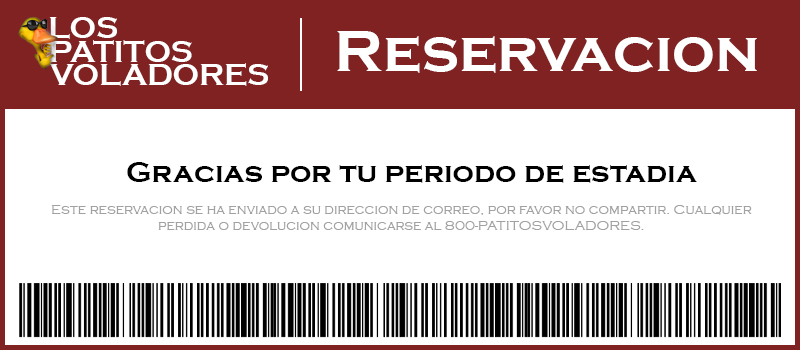 LOS
PATITOS
VOLADORES
RESERVACION
GRACIAS POR TU PERIODO DE ESTADIA
ESTE RESERVACION SE HA ENVIADO A SU DIRECCION DE CORREO, POR FAVOR NO COMPARTIR. CUALQUIER
PERDIDA O DEVOLUCION COMUNICARSE AL 800-PATITOSVOLADORES.